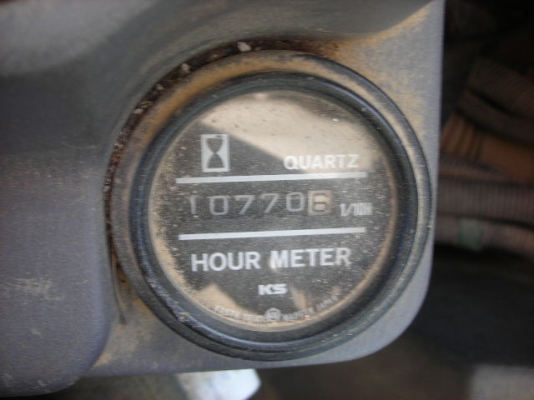 QUARTZ
107706 1/10H
HOUR METER
KS